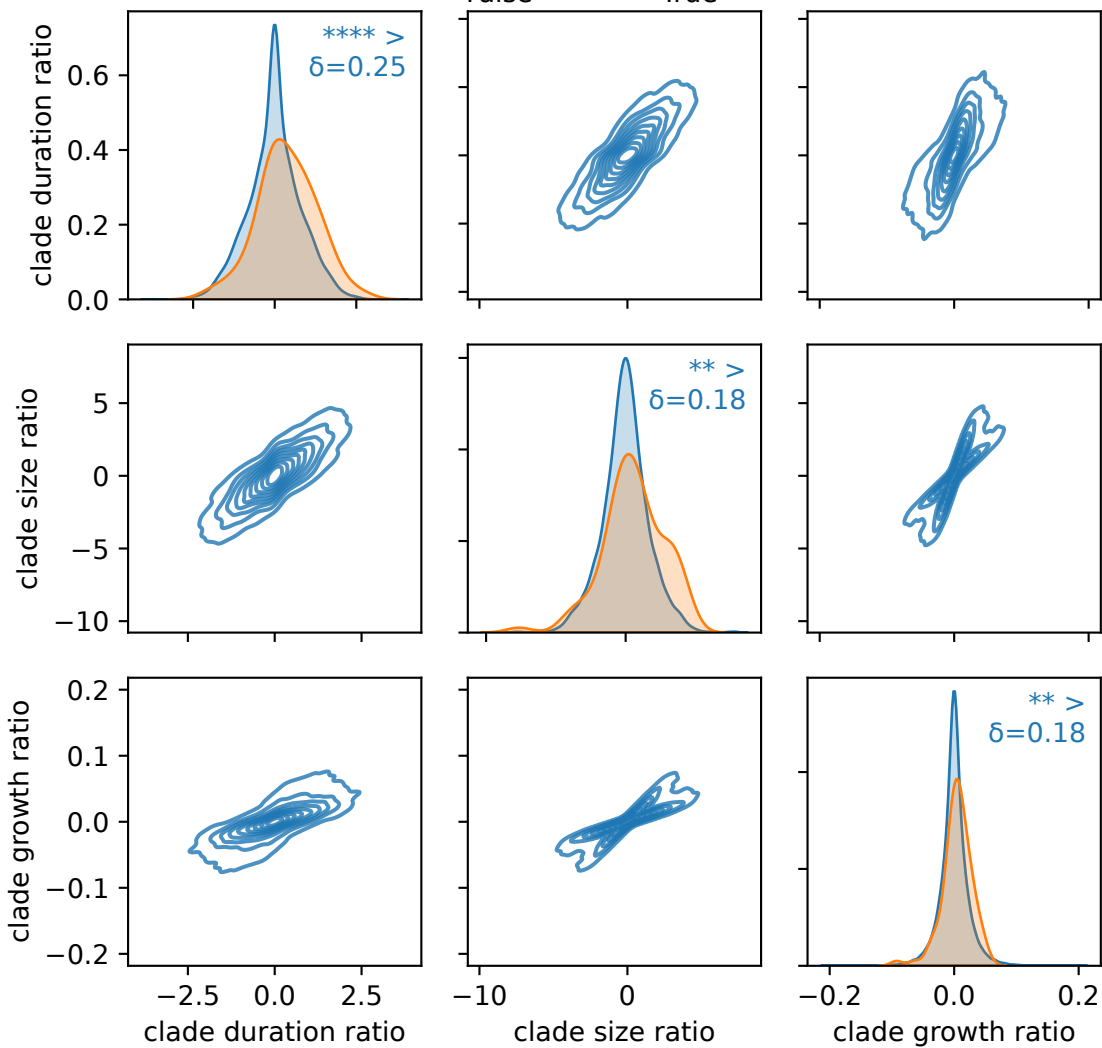 True
clade duration ratio
0.6
0.4
0.2
0.0
**** >
δ=0.25
clade size ratio
5
0
−5
−10
** >
δ=0.18
clade growth ratio
0.2
0.1
0.0
−0.1
−0.2
** >
δ=0.18
−2.5 0.0 2.5
−10 0
−0.2 0.0 0.2
clade duration ratio
clade size ratio
clade growth ratio